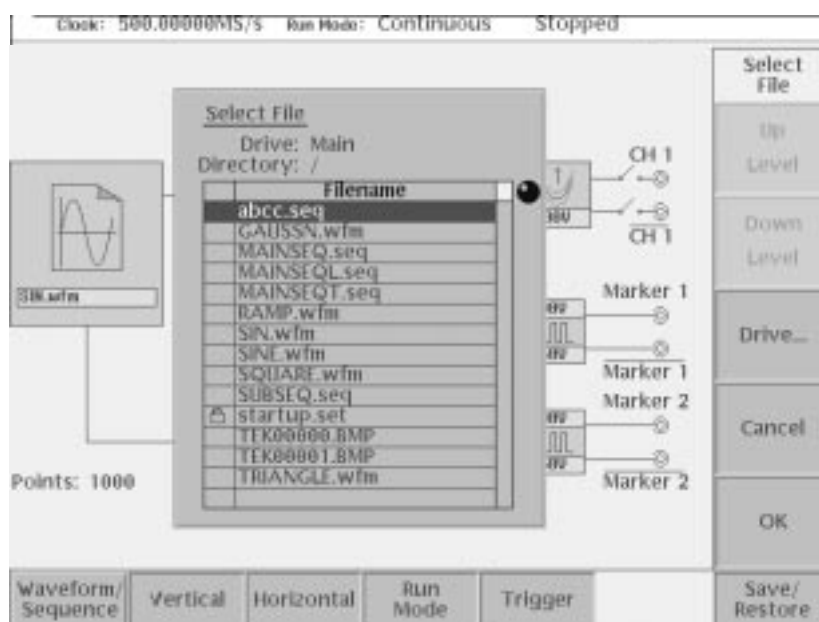 Clock: 500.00000MS/s Run Mode: Continuous Stopped
Select File
Drive: Main
Directory: /
Filename
abcc.seq
GAUSSN.wfm
MAINSEQ.seq
MAINSEQL.seq
MAINSEQT.seq
RAMP.wfm
SIN.wfm
SINE.wfm
SQUARE.wfm
SUBSEQ.seq
startup.set
TEK00000.BMP
TEK00001.BMP
TRIANGLE.wfm
SIN.wfm
Points: 1000
CH 1
CH 1
Marker 1
Marker 1
Marker 2
Marker 2
Select
File
Up
Level
Down
Level
Drive...
Cancel
OK
Waveform/
Sequence
Vertical
Horizontal
Run
Mode
Trigger
Save/
Restore